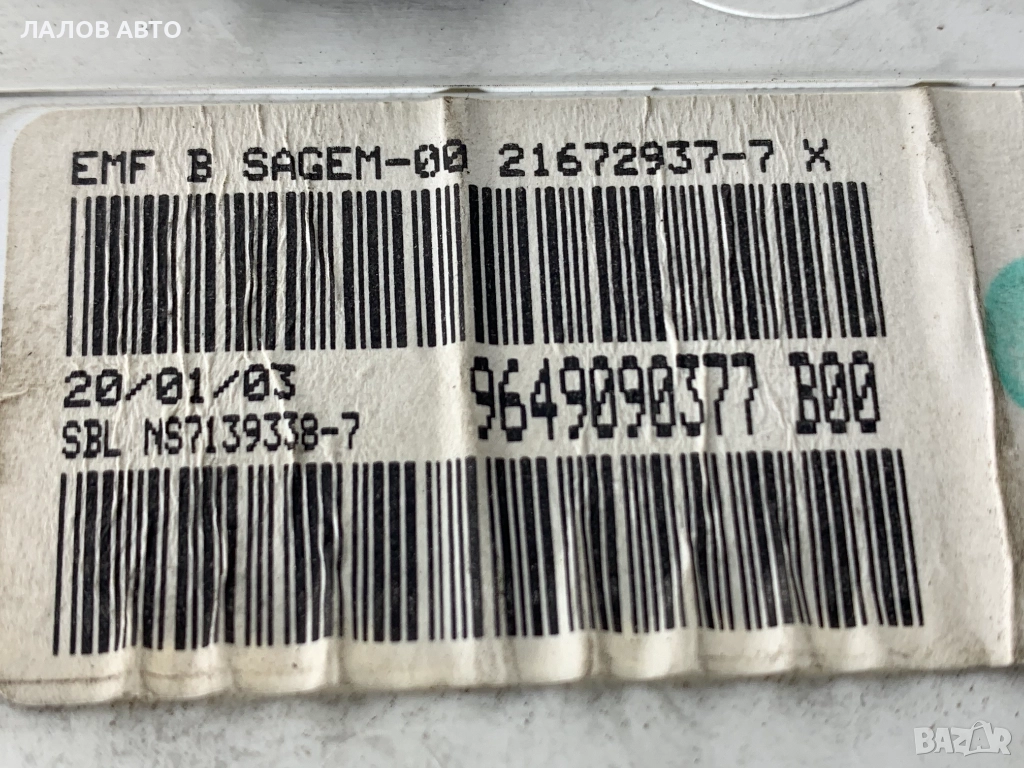 ЛАЛОВ АВТО
EMF B SAGEM-00 21672937-7 X
20/01/03
9649090377 B00
SBL NS7139338-7
BAZAR